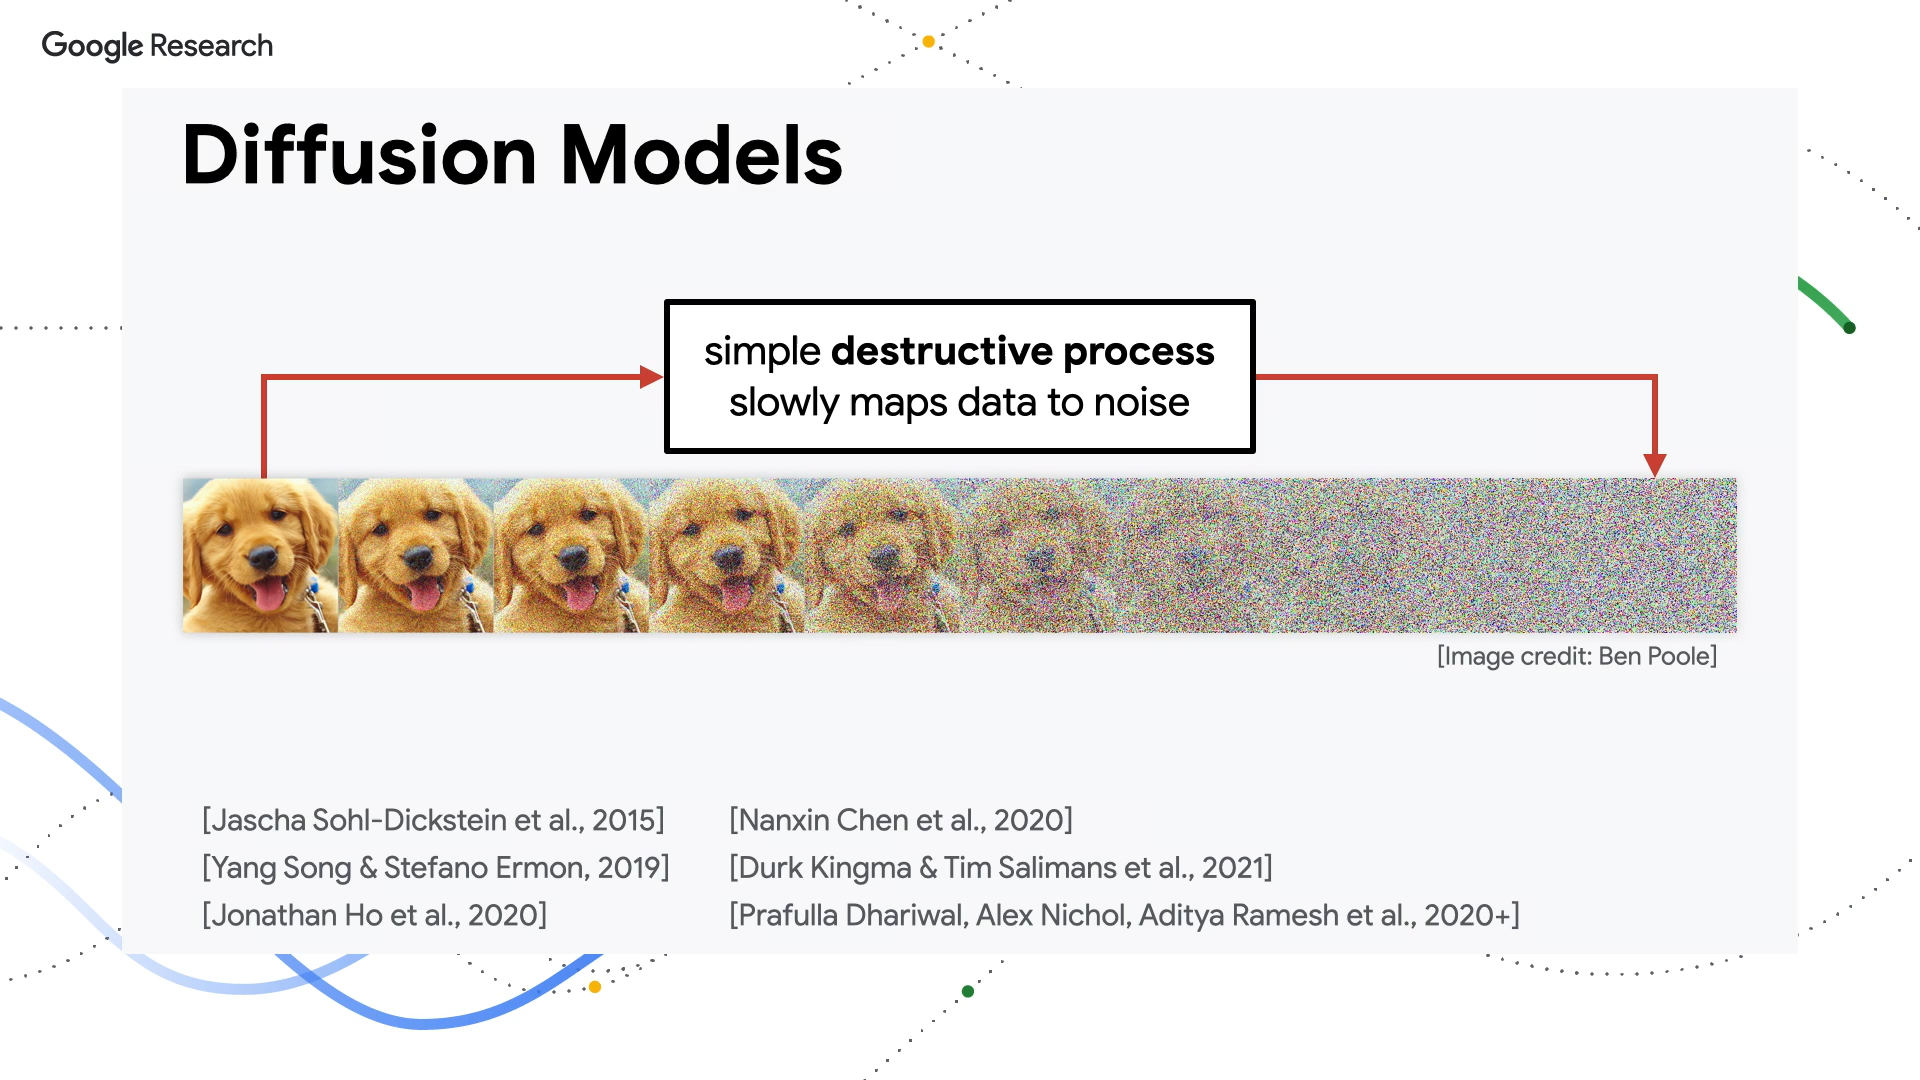 Google Research
Diffusion Models
simple destructive process
slowly maps data to noise
[Image credit: Ben Poole]
[Jascha Sohl-Dickstein et al., 2015]
[Yang Song & Stefano Ermon, 2019]
[Jonathan Ho et al., 2020]
[Nanxin Chen et al., 2020]
[Durk Kingma & Tim Salimans et al., 2021]
[Prafulla Dhariwal, Alex Nichol, Aditya Ramesh et al., 2020+]